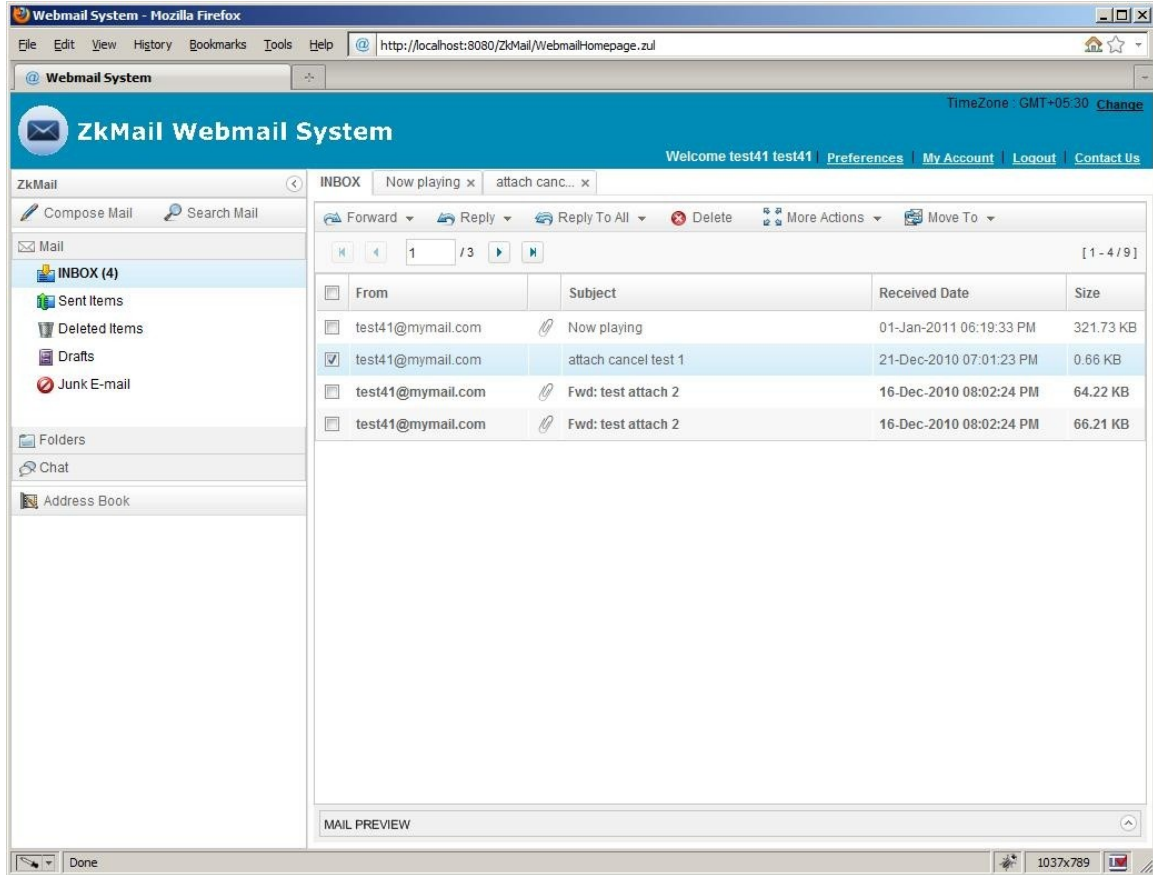 Webmail System - Mozilla Firefox
File Edit View History Bookmarks Tools Help @ http://localhost:8080/ZkMail/WebmailHomepage.zul
@ Webmail System
TimeZone : GMT+05:30 Change
ZkMail Webmail System
Welcome test41 test41 | Preferences | My Account | Logout | Contact Us
ZkMail
INBOX Now playing x attach canc... x
Compose Mail Search Mail
Forward Reply Reply To All Delete More Actions Move To
Mail
1 / 3 [ 1 - 4 / 9 ]
INBOX (4)
Sent Items
Deleted Items
Drafts
Junk E-mail
Folders
Chat
Address Book
From Subject Received Date Size
test41@mymail.com Now playing 01-Jan-2011 06:19:33 PM 321.73 KB
test41@mymail.com attach cancel test 1 21-Dec-2010 07:01:23 PM 0.66 KB
test41@mymail.com Fwd: test attach 2 16-Dec-2010 08:02:24 PM 64.22 KB
test41@mymail.com Fwd: test attach 2 16-Dec-2010 08:02:24 PM 66.21 KB
MAIL PREVIEW
Done 1037x789